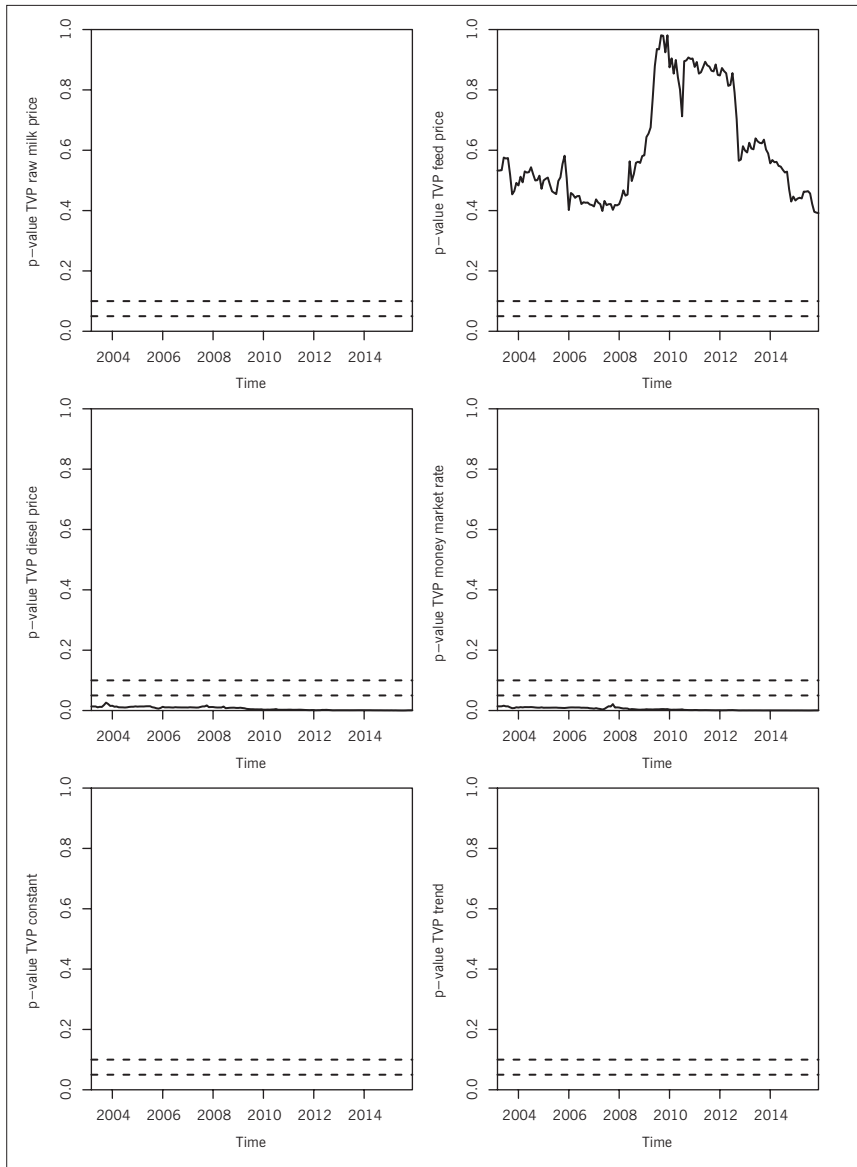 p−value TVP raw milk price
0.0 0.2 0.4 0.6 0.8 1.0
2004 2006 2008 2010 2012 2014
Time
p−value TVP feed price
0.0 0.2 0.4 0.6 0.8 1.0
2004 2006 2008 2010 2012 2014
Time
p−value TVP diesel price
0.0 0.2 0.4 0.6 0.8 1.0
2004 2006 2008 2010 2012 2014
Time
p−value TVP money market rate
0.0 0.2 0.4 0.6 0.8 1.0
2004 2006 2008 2010 2012 2014
Time
p−value TVP constant
0.0 0.2 0.4 0.6 0.8 1.0
2004 2006 2008 2010 2012 2014
Time
p−value TVP trend
0.0 0.2 0.4 0.6 0.8 1.0
2004 2006 2008 2010 2012 2014
Time